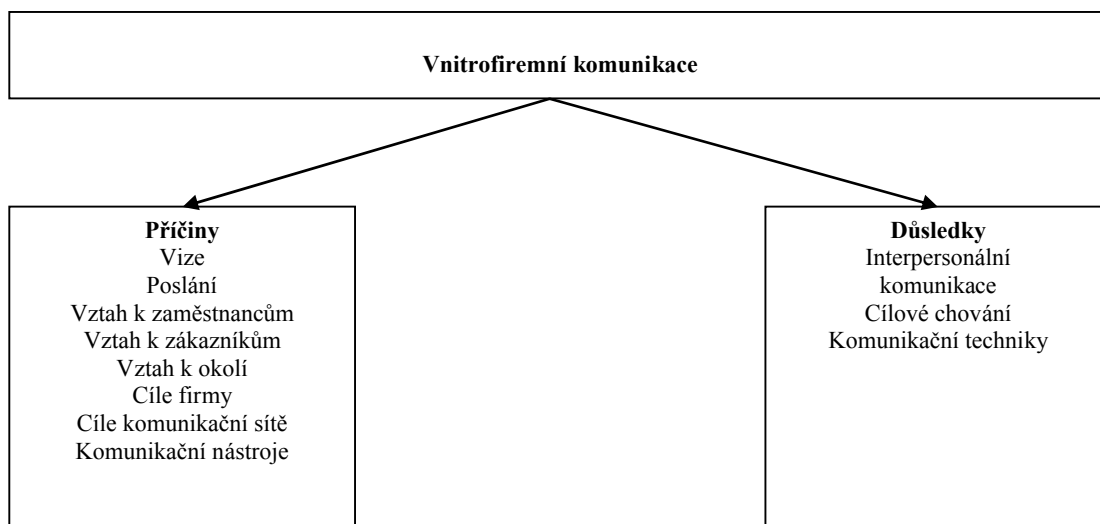 Vnitrofiremní komunikace
Příčiny
Vize
Poslání
Vztah k zaměstnancům
Vztah k zákazníkům
Vztah k okolí
Cíle firmy
Cíle komunikační sítě
Komunikační nástroje
Důsledky
Interpersonální
komunikace
Cílové chování
Komunikační techniky